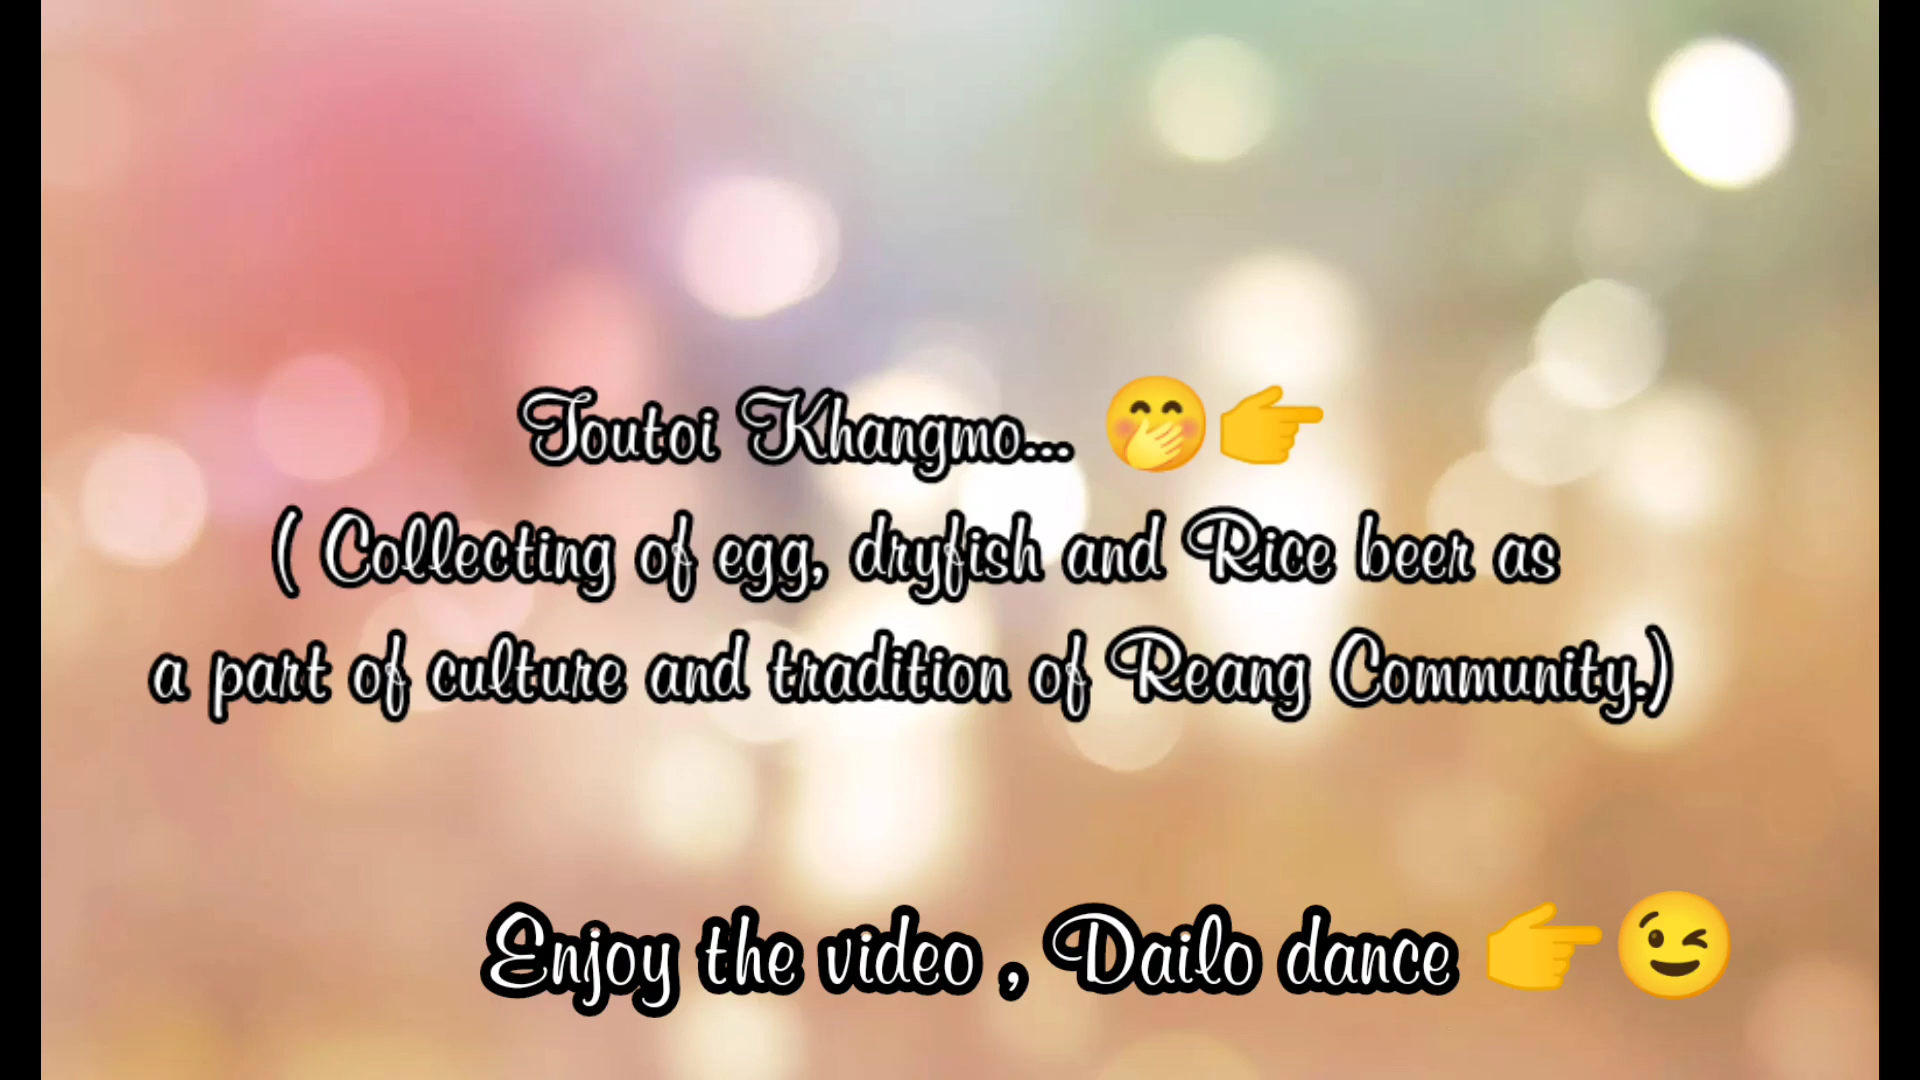 Toutoi Khangmo... 🤭👉
( Collecting of egg, dryfish and Rice beer as
a part of culture and tradition of Reang Community.)
Enjoy the video , Dailo dance 👉😉